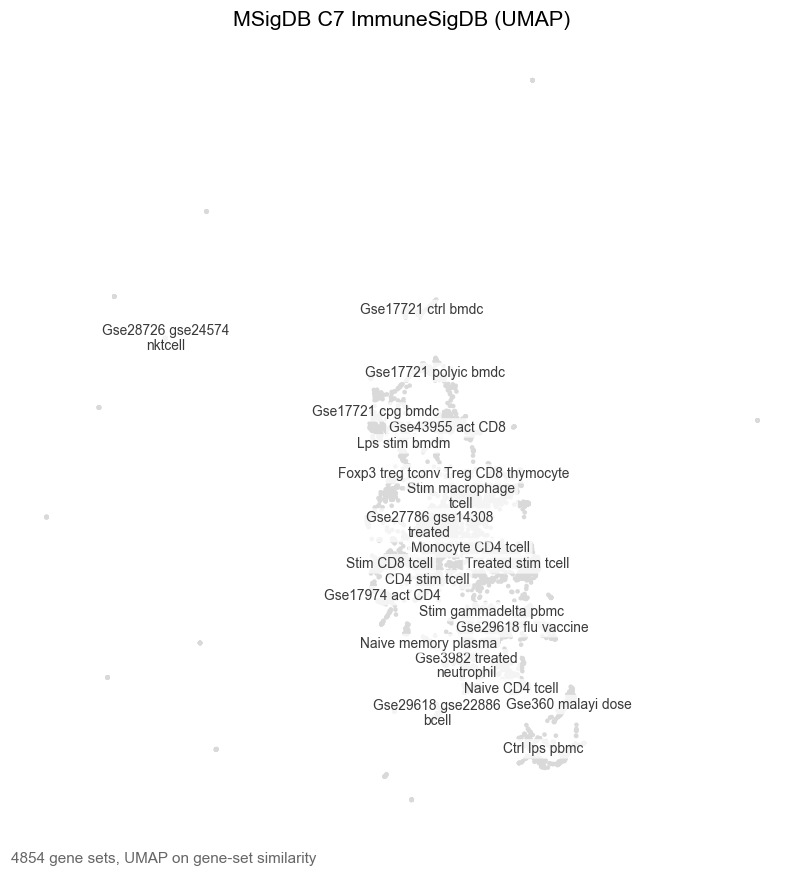 MSigDB C7 ImmuneSigDB (UMAP)
Gse17721 ctrl bmdc
Gse28726 gse24574
nktcell
Gse17721 polyic bmdc
Gse17721 cpg bmdc
Gse43955 act CD8
Lps stim bmdm
Foxp3 treg tconv Treg CD8 thymocyte
Stim macrophage
tcell
Gse27786 gse14308
treated
Monocyte CD4 tcell
Stim CD8 tcell
Treated stim tcell
CD4 stim tcell
Gse17974 act CD4
Stim gammadelta pbmc
Gse29618 flu vaccine
Naive memory plasma
Gse3982 treated
neutrophil
Naive CD4 tcell
Gse29618 gse22886
bcell
Gse360 malayi dose
Ctrl lps pbmc
4854 gene sets, UMAP on gene-set similarity